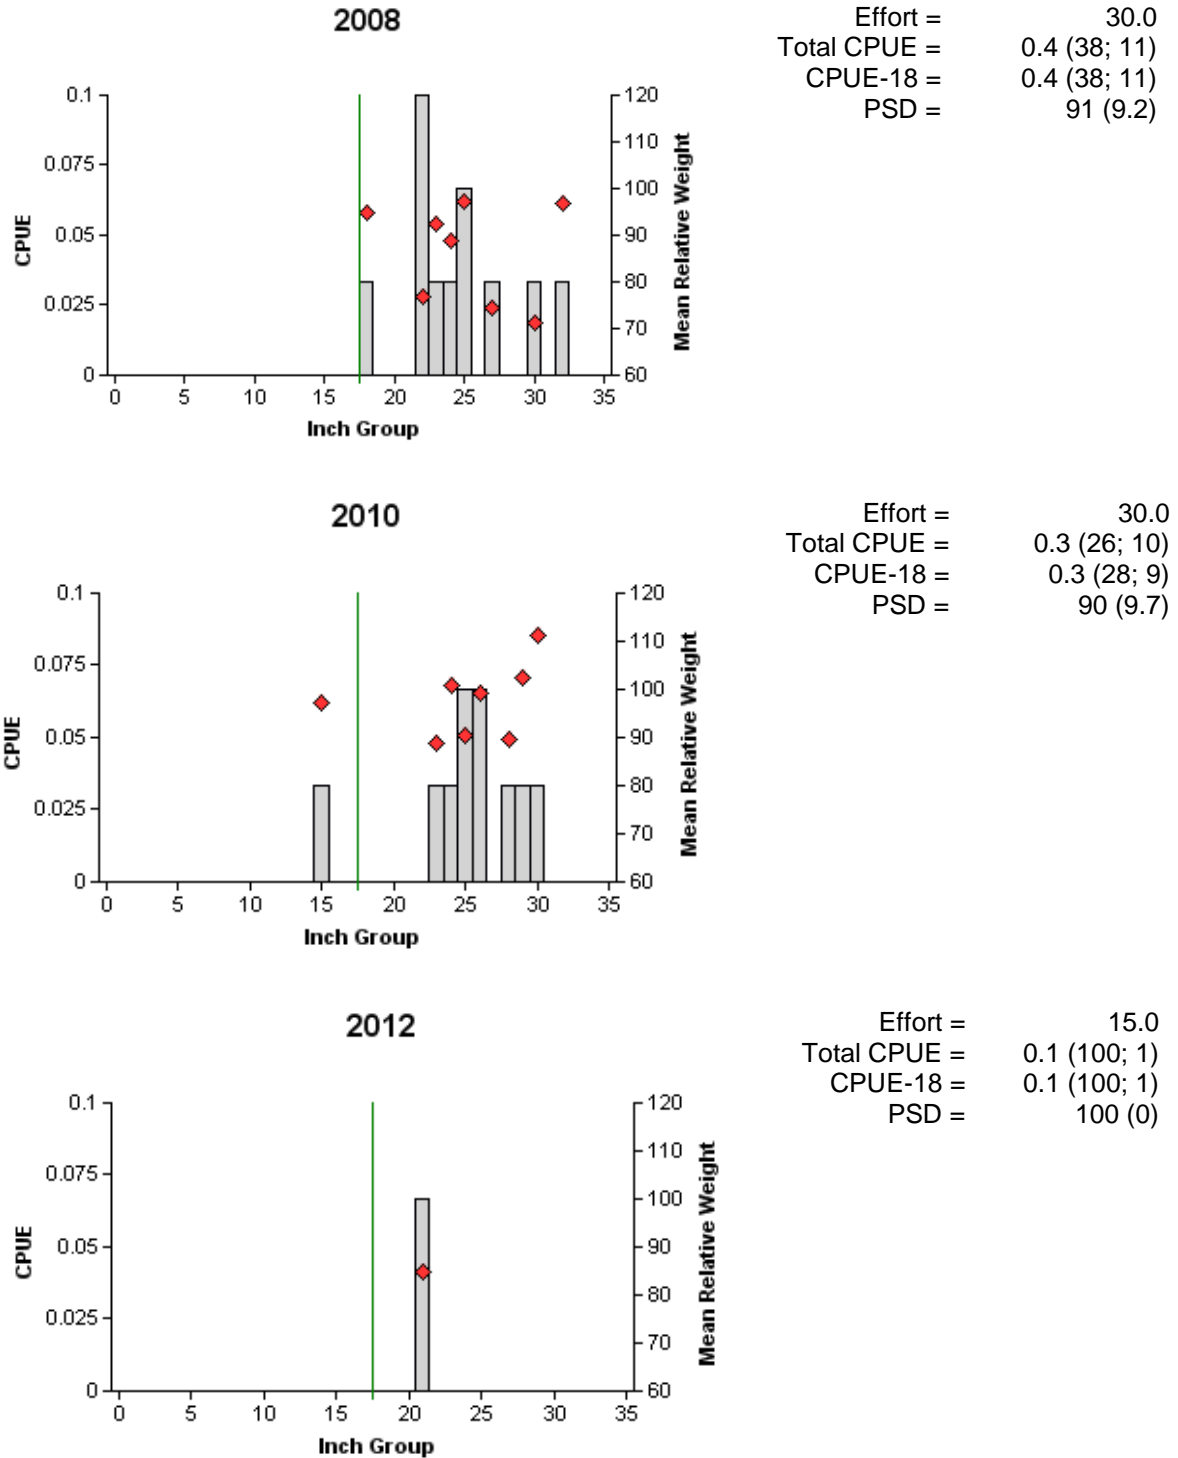 2008
Effort = 30.0
Total CPUE = 0.4 (38; 11)
CPUE-18 = 0.4 (38; 11)
PSD = 91 (9.2)
0.1
0.075
0.05
0.025
0
CPUE
120
110
100
90
80
70
60
Mean Relative Weight
0 5 10 15 20 25 30 35
Inch Group
2010
Effort = 30.0
Total CPUE = 0.3 (26; 10)
CPUE-18 = 0.3 (28; 9)
PSD = 90 (9.7)
0.1
0.075
0.05
0.025
0
CPUE
120
110
100
90
80
70
60
Mean Relative Weight
0 5 10 15 20 25 30 35
Inch Group
2012
Effort = 15.0
Total CPUE = 0.1 (100; 1)
CPUE-18 = 0.1 (100; 1)
PSD = 100 (0)
0.1
0.075
0.05
0.025
0
CPUE
120
110
100
90
80
70
60
Mean Relative Weight
0 5 10 15 20 25 30 35
Inch Group